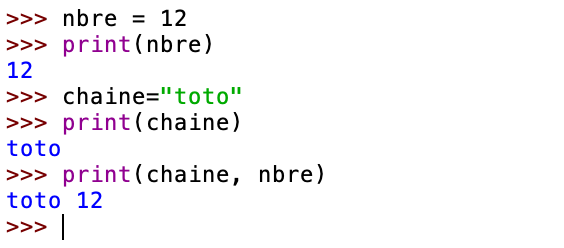 >>> nbre = 12
>>> print(nbre)
12
>>> chaine="toto"
>>> print(chaine)
toto
>>> print(chaine, nbre)
toto 12
>>>